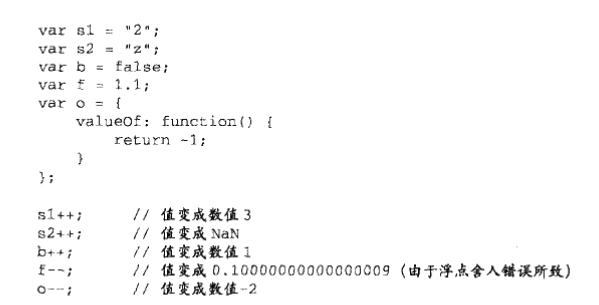 var s1 = "2";
var s2 = "z";
var b = false;
var f = 1.1;
var o = {
valueOf: function() {
return -1;
}
};
s1++; // 值变成数值 3
s2++; // 值变成 NaN
b++; // 值变成数值 1
f--; // 值变成 0.10000000000000009 (由于浮点舍入错误所致)
o--; // 值变成数值-2